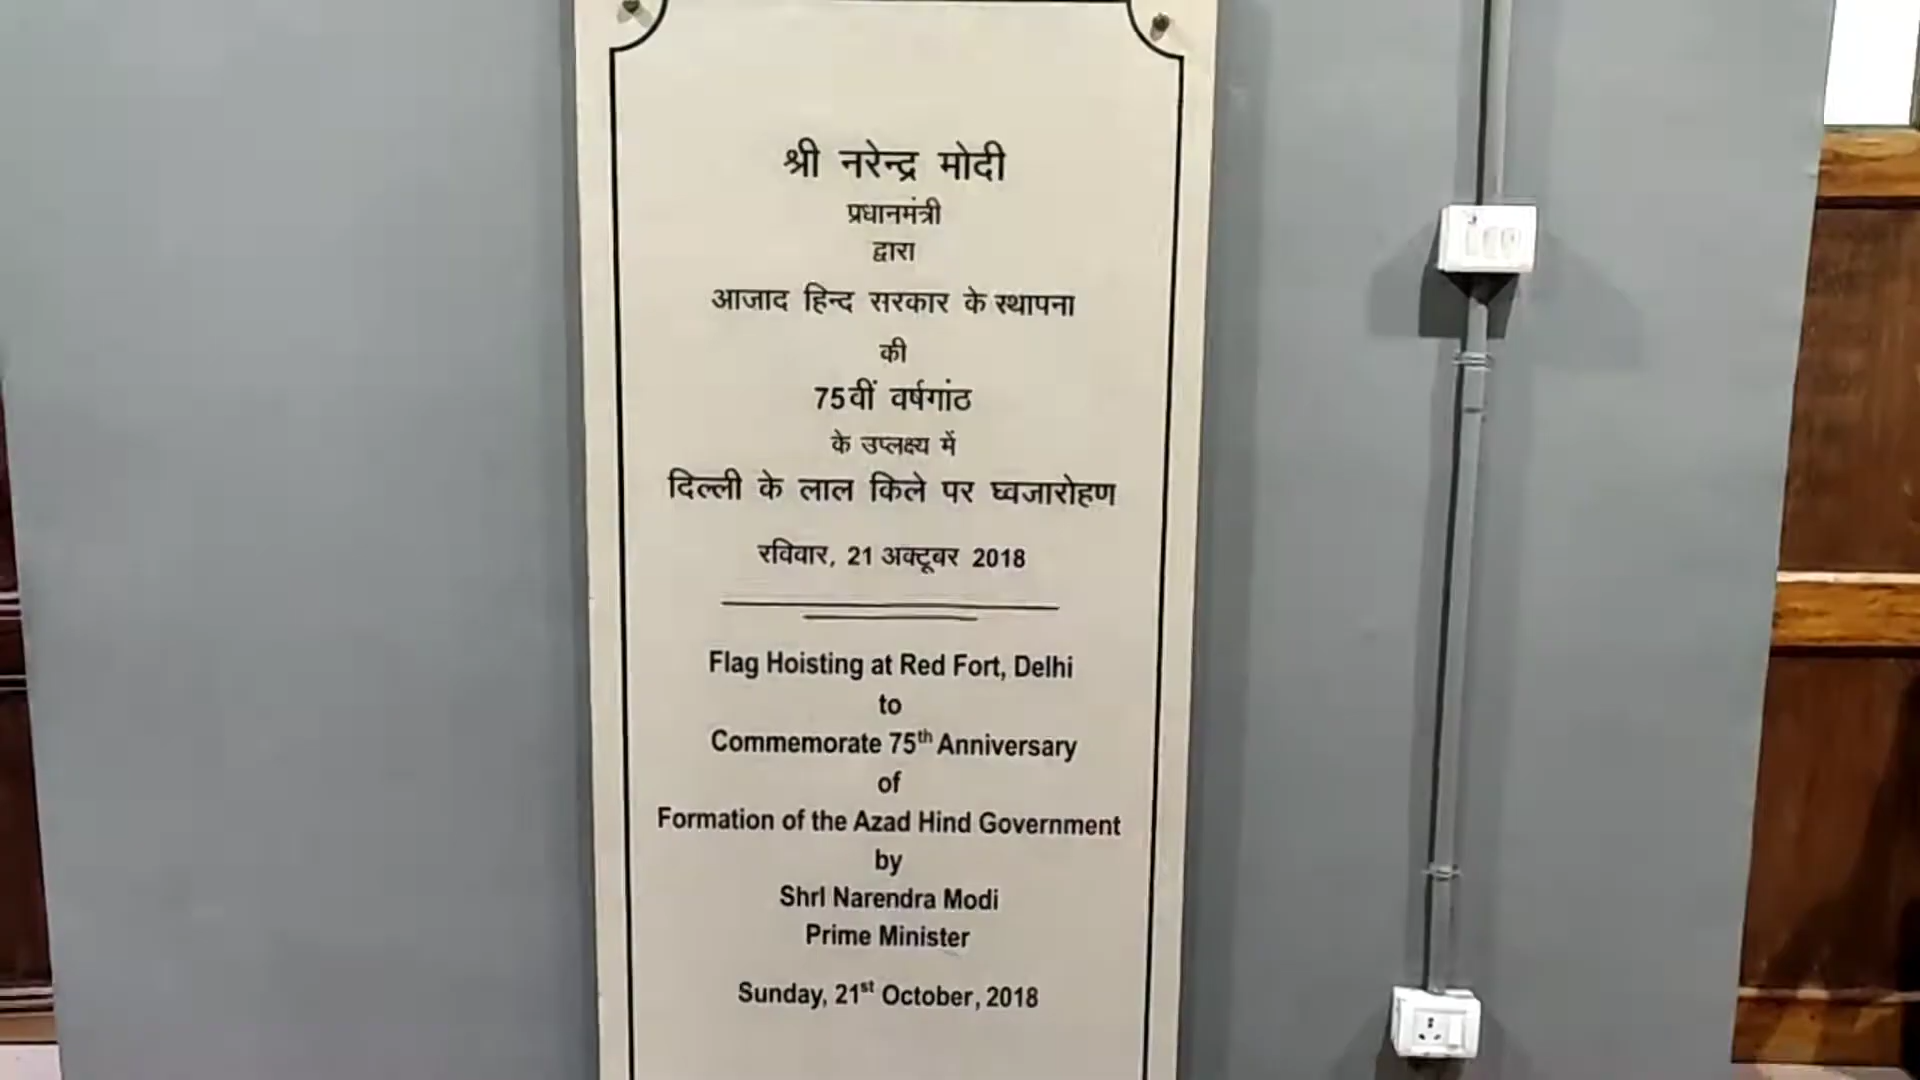 श्री नरेन्द्र मोदी
प्रधानमंत्री
द्वारा
आजाद हिन्द सरकार के स्थापना
की
75वीं वर्षगांठ
के उप्लक्ष्य में
दिल्ली के लाल किले पर घ्वजारोहण
रविवार, 21 अक्टूबर 2018
Flag Hoisting at Red Fort, Delhi
to
Commemorate 75th Anniversary
of
Formation of the Azad Hind Government
by
Shri Narendra Modi
Prime Minister
Sunday, 21st October, 2018